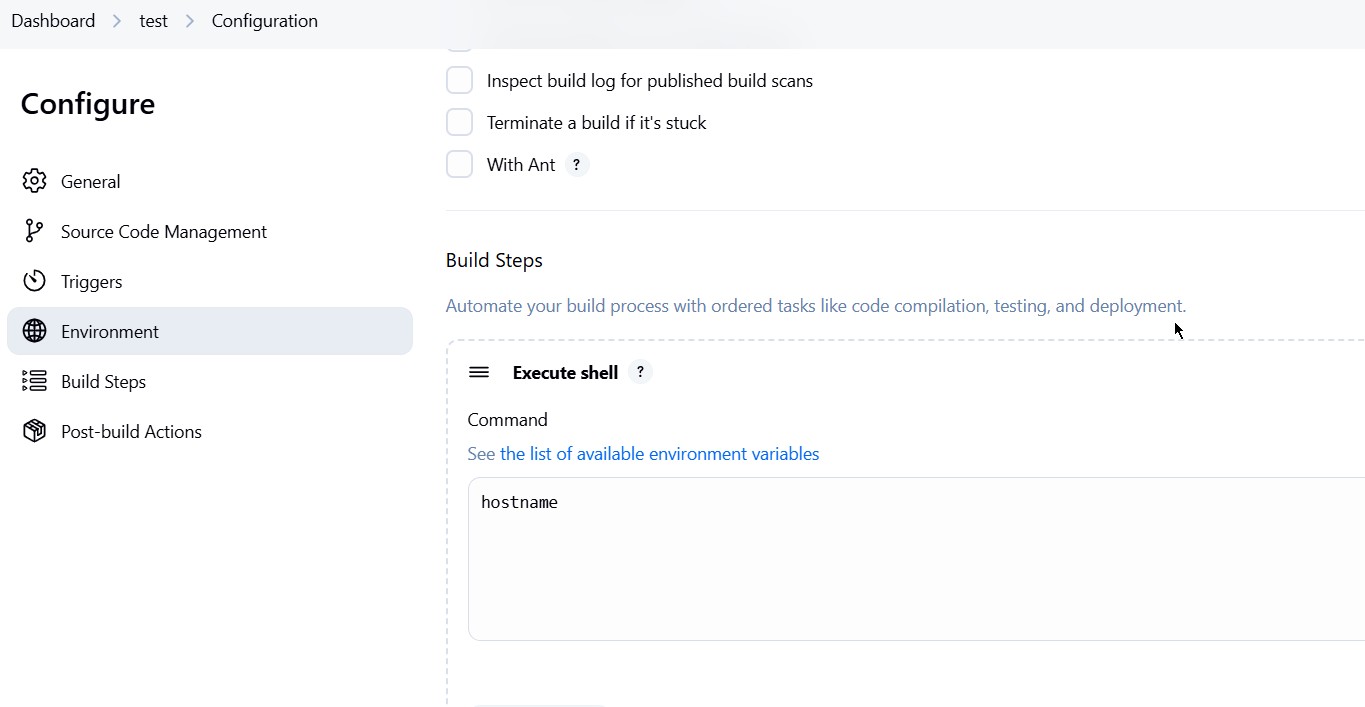 Dashboard > test > Configuration
Configure
General
Source Code Management
Triggers
Environment
Build Steps
Post-build Actions
Inspect build log for published build scans
Terminate a build if it's stuck
With Ant ?
Build Steps
Automate your build process with ordered tasks like code compilation, testing, and deployment.
Execute shell ?
Command
See the list of available environment variables
hostname